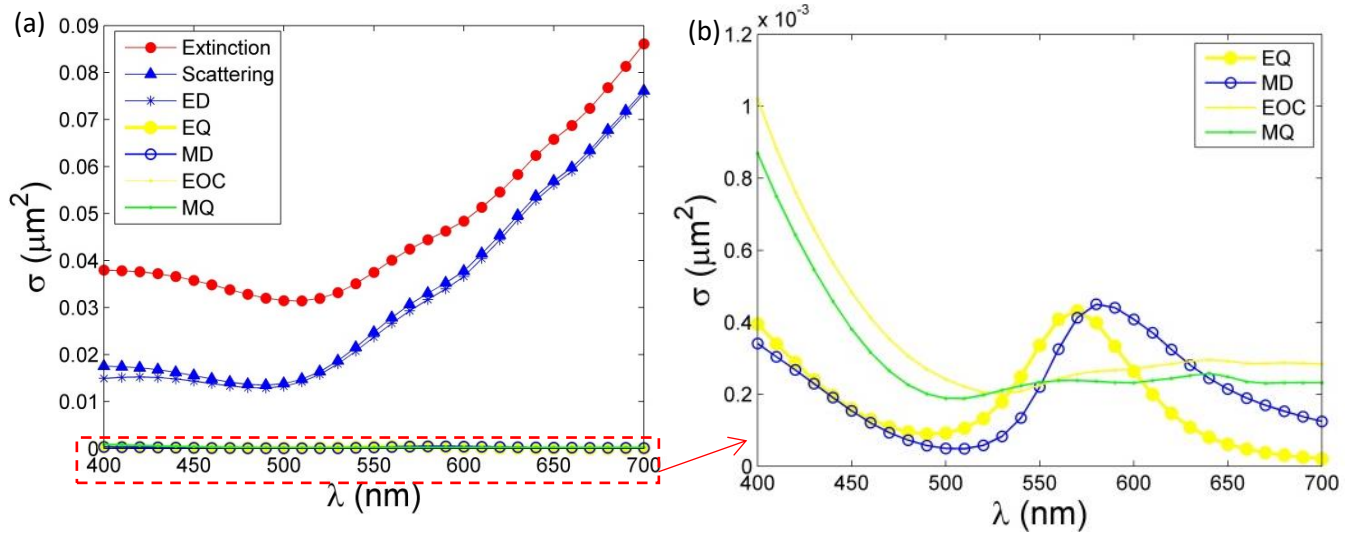 (a)
0.09
0.08
0.07
0.06
0.05
0.04
0.03
0.02
0.01
0
σ (μm²)
Extinction
Scattering
ED
EQ
MD
EOC
MQ
400 450 500 550 600 650 700
λ (nm)
(b)
x 10⁻³
1.2
1
0.8
0.6
0.4
0.2
0
σ (μm²)
EQ
MD
EOC
MQ
400 450 500 550 600 650 700
λ (nm)